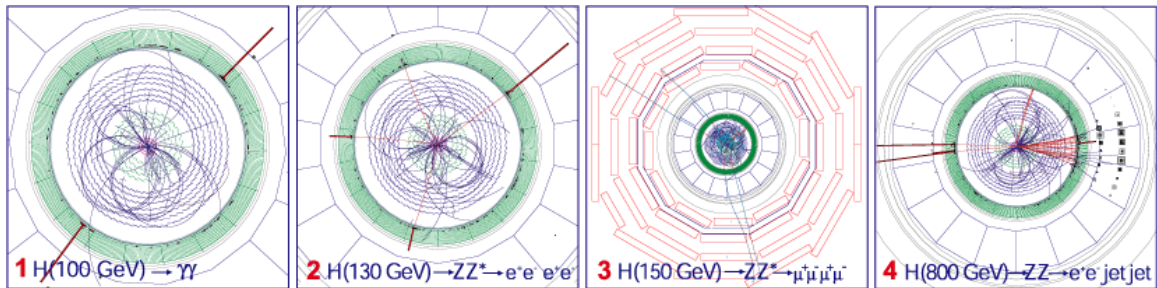 1 H(100 GeV) → γγ
2 H(130 GeV)→ZZ*→e⁺e⁻e⁺e⁻
3 H(150 GeV)→ZZ*→μ⁺μ⁻μ⁺μ⁻
4 H(800 GeV)→ZZ→e⁺e⁻jet jet